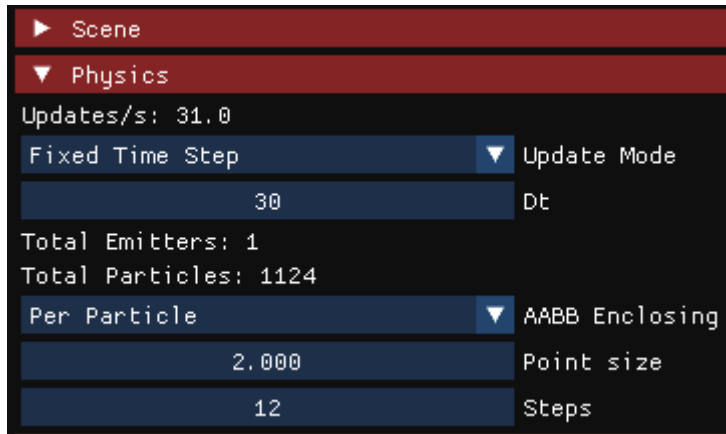 Scene
Physics
Updates/s: 31.0
Fixed Time Step Update Mode
30 Dt
Total Emitters: 1
Total Particles: 1124
Per Particle AABB Enclosing
2.000 Point size
12 Steps